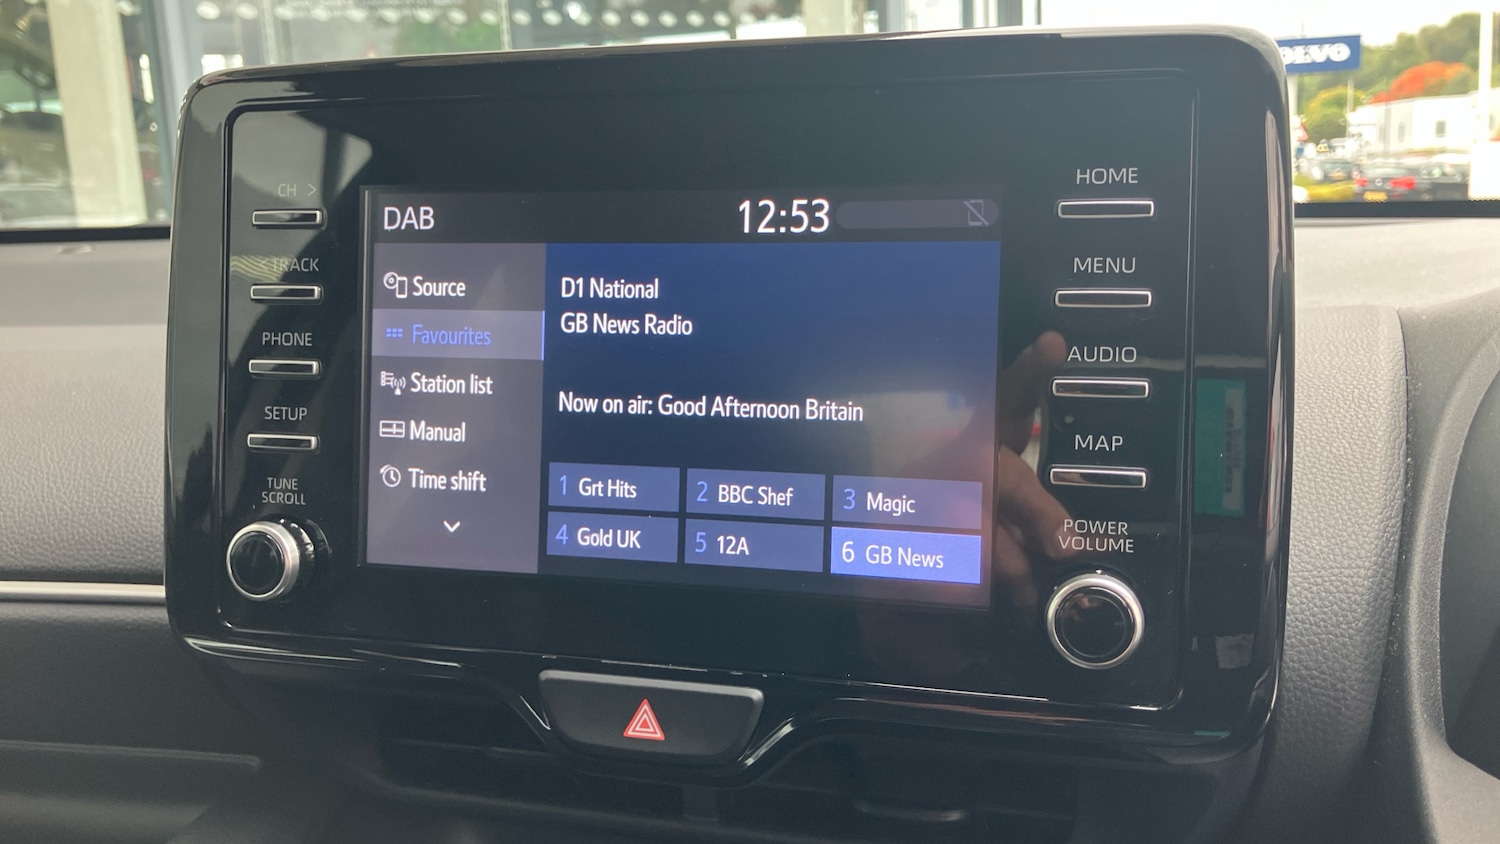 VOLVO
CH >
< TRACK
PHONE
SETUP
TUNE
SCROLL
DAB
12:53
Source
Favourites
Station list
Manual
Time shift
D1 National
GB News Radio
Now on air: Good Afternoon Britain
1 Grt Hits
2 BBC Shef
3 Magic
4 Gold UK
5 12A
6 GB News
HOME
MENU
AUDIO
MAP
POWER
VOLUME